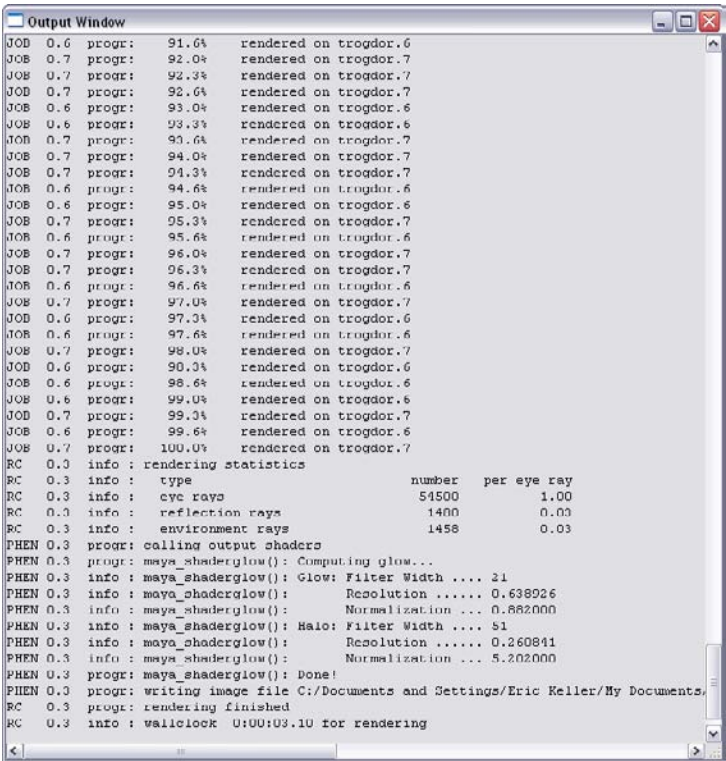 Output Window
JOB 0.6 progr: 91.6% rendered on trogdor.6
JOB 0.7 progr: 92.0% rendered on trogdor.7
JOB 0.7 progr: 92.3% rendered on trogdor.7
JOB 0.7 progr: 92.6% rendered on trogdor.7
JOB 0.6 progr: 93.0% rendered on trogdor.6
JOB 0.6 progr: 93.3% rendered on trogdor.6
JOB 0.7 progr: 93.6% rendered on trogdor.7
JOB 0.7 progr: 94.0% rendered on trogdor.7
JOB 0.7 progr: 94.3% rendered on trogdor.7
JOB 0.6 progr: 94.6% rendered on trogdor.6
JOB 0.6 progr: 95.0% rendered on trogdor.6
JOB 0.7 progr: 95.3% rendered on trogdor.7
JOB 0.6 progr: 95.6% rendered on trogdor.6
JOB 0.7 progr: 96.0% rendered on trogdor.7
JOB 0.7 progr: 96.3% rendered on trogdor.7
JOB 0.6 progr: 96.6% rendered on trogdor.6
JOB 0.7 progr: 97.0% rendered on trogdor.7
JOB 0.6 progr: 97.3% rendered on trogdor.6
JOB 0.6 progr: 97.6% rendered on trogdor.6
JOB 0.7 progr: 98.0% rendered on trogdor.7
JOB 0.6 progr: 98.3% rendered on trogdor.6
JOB 0.6 progr: 98.6% rendered on trogdor.6
JOB 0.6 progr: 99.0% rendered on trogdor.6
JOB 0.7 progr: 99.3% rendered on trogdor.7
JOB 0.6 progr: 99.6% rendered on trogdor.6
JOB 0.7 progr: 100.0% rendered on trogdor.7
RC 0.3 info : rendering statistics
RC 0.3 info : type number per eye ray
RC 0.3 info : eye rays 54500 1.00
RC 0.3 info : reflection rays 1480 0.03
RC 0.3 info : environment rays 1458 0.03
PHEN 0.3 progr: calling output shaders
PHEN 0.3 progr: maya_shaderglow(): Computing glow...
PHEN 0.3 info : maya_shaderglow(): Glow: Filter Width .... 21
PHEN 0.3 info : maya_shaderglow(): Resolution ...... 0.638926
PHEN 0.3 info : maya_shaderglow(): Normalization ... 0.882000
PHEN 0.3 info : maya_shaderglow(): Halo: Filter Width .... 51
PHEN 0.3 info : maya_shaderglow(): Resolution ...... 0.260841
PHEN 0.3 info : maya_shaderglow(): Normalization ... 5.202000
PHEN 0.3 progr: maya_shaderglow(): Done!
PHEN 0.3 progr: writing image file C:/Documents and Settings/Eric Keller/My Documents/
RC 0.3 progr: rendering finished
RC 0.3 info : wallclock 0:00:03.10 for rendering